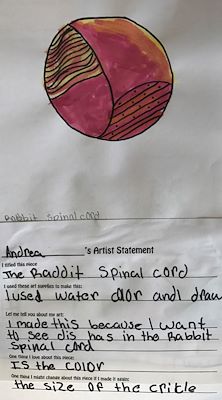 Rabbit Spinal cord
Andrea 's Artist Statement
I titled this piece
The Raddit Spinal cord
I used these art supplies to make this:
I used water color and draw
Let me tell you about my art:
I made this because I want
to see dis has in the Rabbit
Spinal cord
One thing I love about this piece:
Is the color
One thing I might change about this piece if I made it again:
the size of the critle